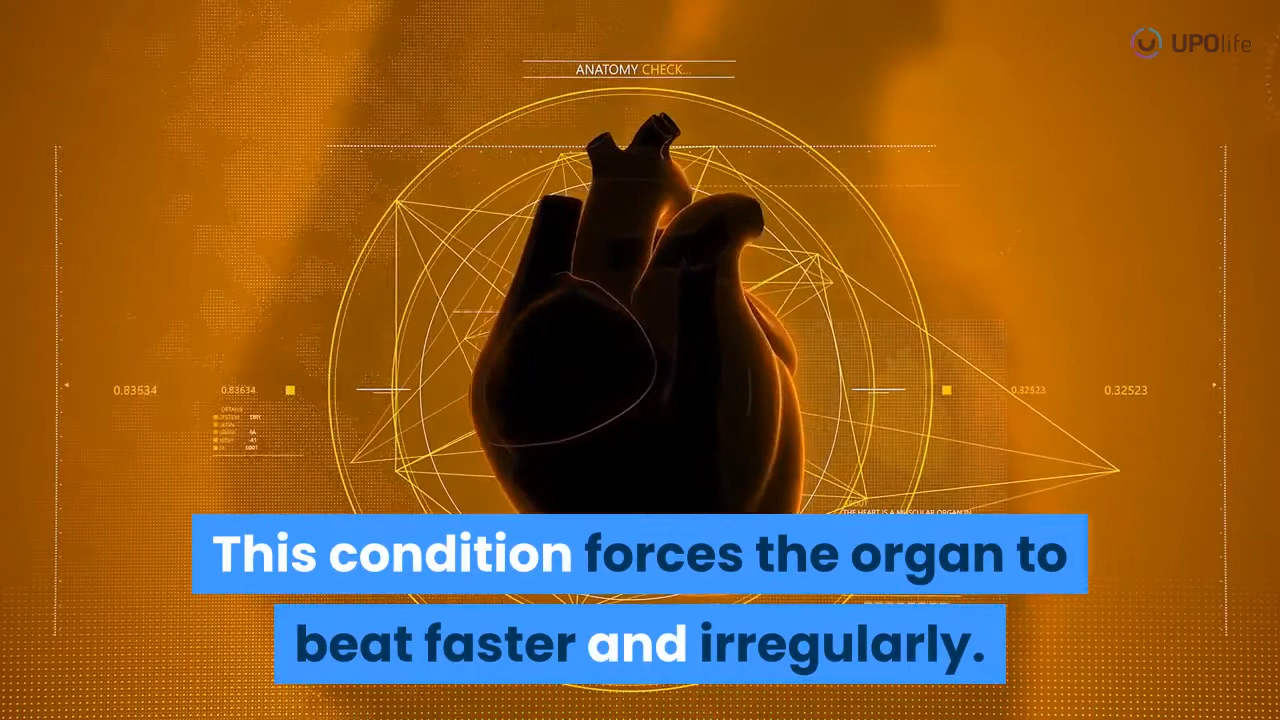 UPOlife
ANATOMY CHECK...
0.83634
0.83634
0.32523
0.32523
DETAILS
THE HEART IS A MUSCULAR ORGAN IN
This condition forces the organ to
beat faster and irregularly.